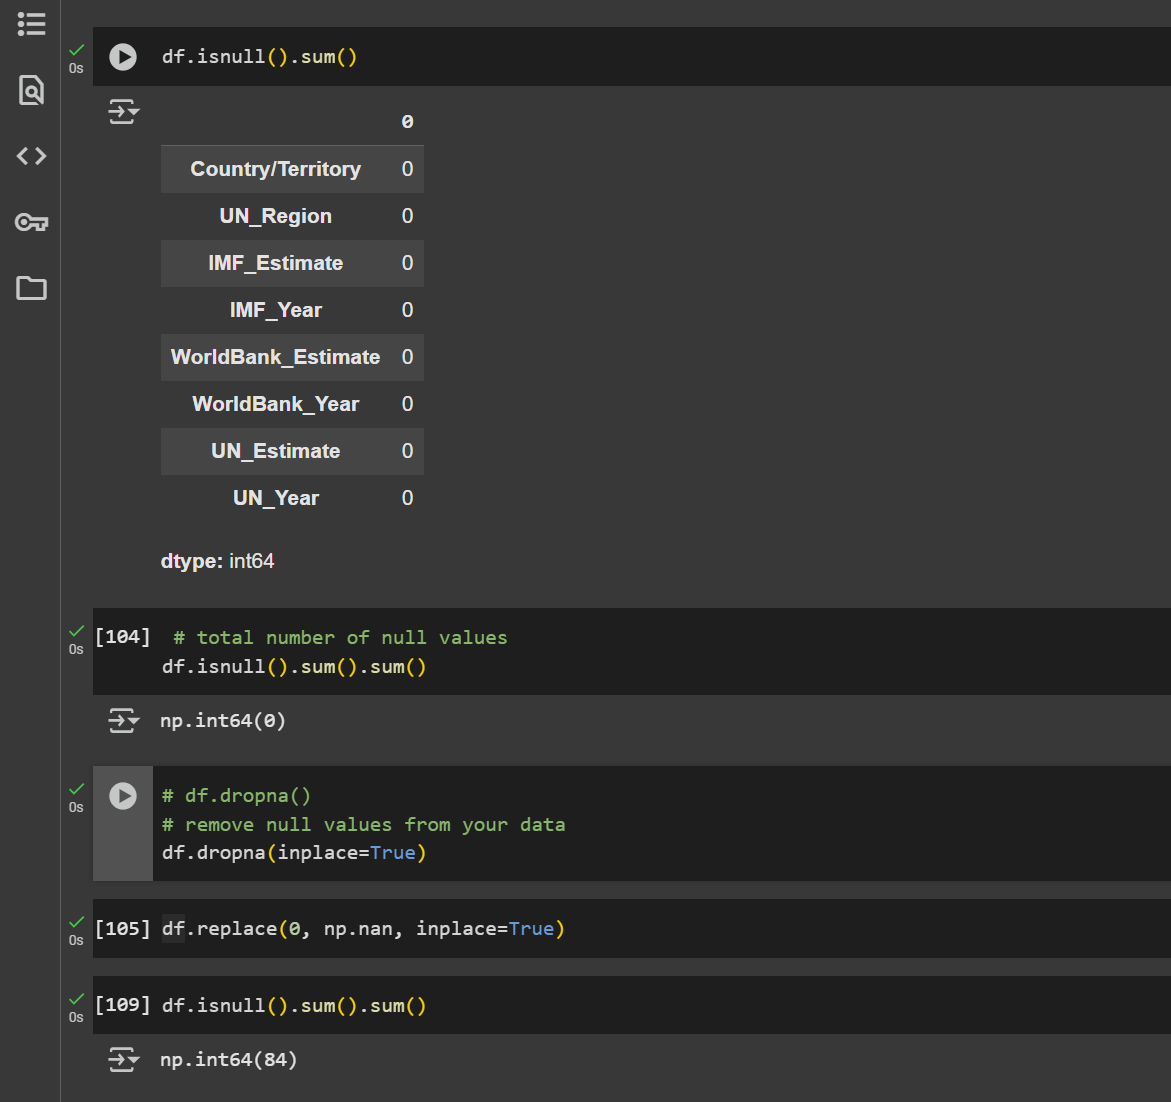 0s
df.isnull().sum()
0
Country/Territory 0
UN_Region 0
IMF_Estimate 0
IMF_Year 0
WorldBank_Estimate 0
WorldBank_Year 0
UN_Estimate 0
UN_Year 0
dtype: int64
[104] # total number of null values
0s
df.isnull().sum().sum()
np.int64(0)
# df.dropna()
0s
# remove null values from your data
df.dropna(inplace=True)
[105] df.replace(0, np.nan, inplace=True)
0s
[109] df.isnull().sum().sum()
0s
np.int64(84)